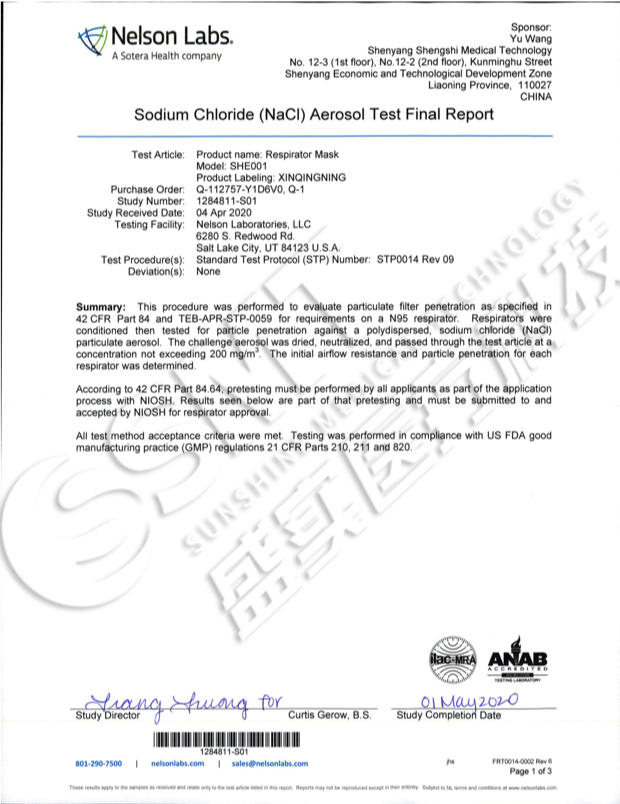 Nelson Labs.
A Sotera Health company
Sponsor:
Yu Wang
Shenyang Shengshi Medical Technology
No. 12-3 (1st floor), No.12-2 (2nd floor), Kunminghu Street
Shenyang Economic and Technological Development Zone
Liaoning Province, 110027
CHINA
Sodium Chloride (NaCl) Aerosol Test Final Report
Test Article: Product name: Respirator Mask
Model: SHE001
Product Labeling: XINQINGNING
Purchase Order: Q-112757-Y1D6V0, Q-1
Study Number: 1284811-S01
Study Received Date: 04 Apr 2020
Testing Facility: Nelson Laboratories, LLC
6280 S. Redwood Rd.
Salt Lake City, UT 84123 U.S.A.
Test Procedure(s): Standard Test Protocol (STP) Number: STP0014 Rev 09
Deviation(s): None
Summary: This procedure was performed to evaluate particulate filter penetration as specified in
42 CFR Part 84 and TEB-APR-STP-0059 for requirements on a N95 respirator. Respirators were
conditioned then tested for particle penetration against a polydispersed, sodium chloride (NaCl)
particulate aerosol. The challenge aerosol was dried, neutralized, and passed through the test article at a
concentration not exceeding 200 mg/m³. The initial airflow resistance and particle penetration for each
respirator was determined.
According to 42 CFR Part 84.64, pretesting must be performed by all applicants as part of the application
process with NIOSH. Results seen below are part of that pretesting and must be submitted to and
accepted by NIOSH for respirator approval.
All test method acceptance criteria were met. Testing was performed in compliance with US FDA good
manufacturing practice (GMP) regulations 21 CFR Parts 210, 211 and 820.
SUNSHINE MEDICAL TECHNOLOGY
盛实医疗科技
ilac-MRA
ANAB
ACCREDITED
TESTING LABORATORY
for
01 May 2020
Study Director
Curtis Gerow, B.S.
Study Completion Date
1284811-S01
801-290-7500 | nelsonlabs.com | sales@nelsonlabs.com
jhs
FRT0014-0002 Rev 6
Page 1 of 3
These results apply to the samples as received and relate only to the test article listed in this report. Reports may not be reproduced except in their entirety. Subject to NL terms and conditions at www.nelsonlabs.com.